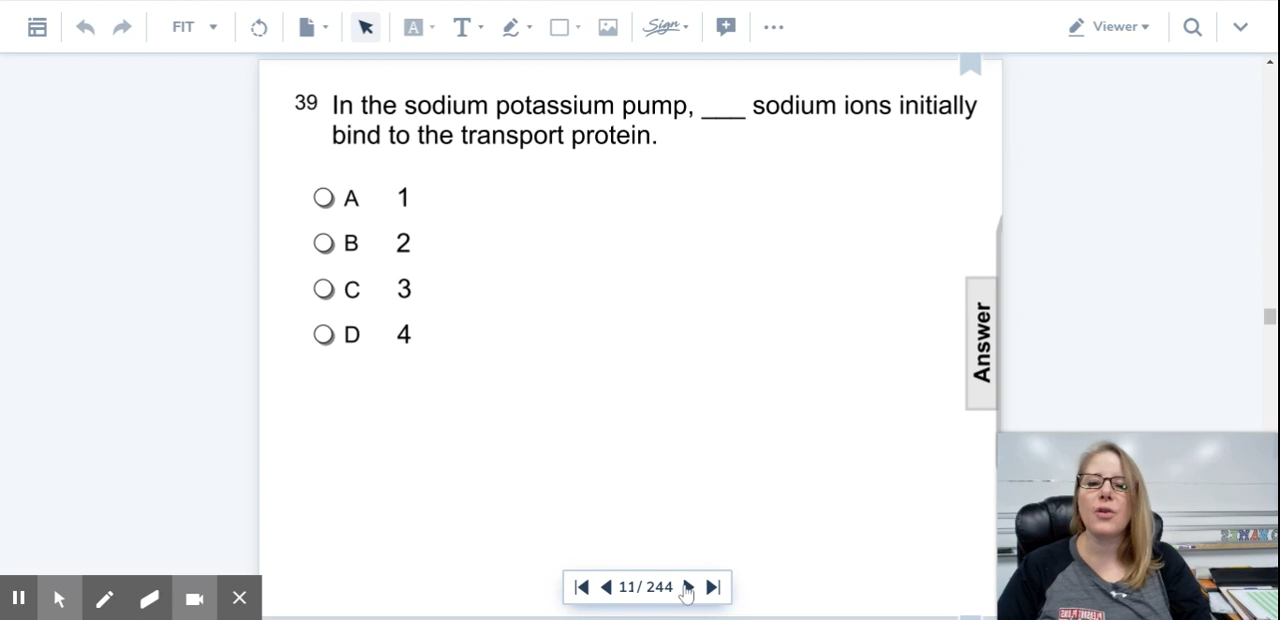 FIT
A
T
Sign
Viewer
39 In the sodium potassium pump, ___ sodium ions initially
bind to the transport protein.
A 1
B 2
C 3
D 4
Answer
11/ 244